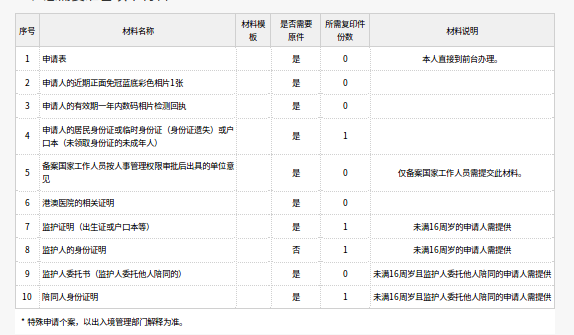 序号 材料名称 材料模板 是否需要原件 所需复印件份数 材料说明
1 申请表 是 0 本人直接到前台办理。
2 申请人的近期正面免冠蓝底彩色相片1张 是 0
3 申请人的有效期一年内数码相片检测回执 是 0
4 申请人的居民身份证或临时身份证（身份证遗失）或户口本（未领取身份证的未成年人） 是 1
5 备案国家工作人员按人事管理权限审批后出具的单位意见 是 0 仅备案国家工作人员需提交此材料。
6 港澳医院的相关证明 是 0
7 监护证明（出生证或户口本等） 是 1 未满16周岁的申请人需提供
8 监护人的身份证明 否 1 未满16周岁的申请人需提供
9 监护人委托书（监护人委托他人陪同的） 是 0 未满16周岁且监护人委托他人陪同的申请人需提供
10 陪同人身份证明 是 1 未满16周岁且监护人委托他人陪同的申请人需提供
* 特殊申请个案，以出入境管理部门解释为准。